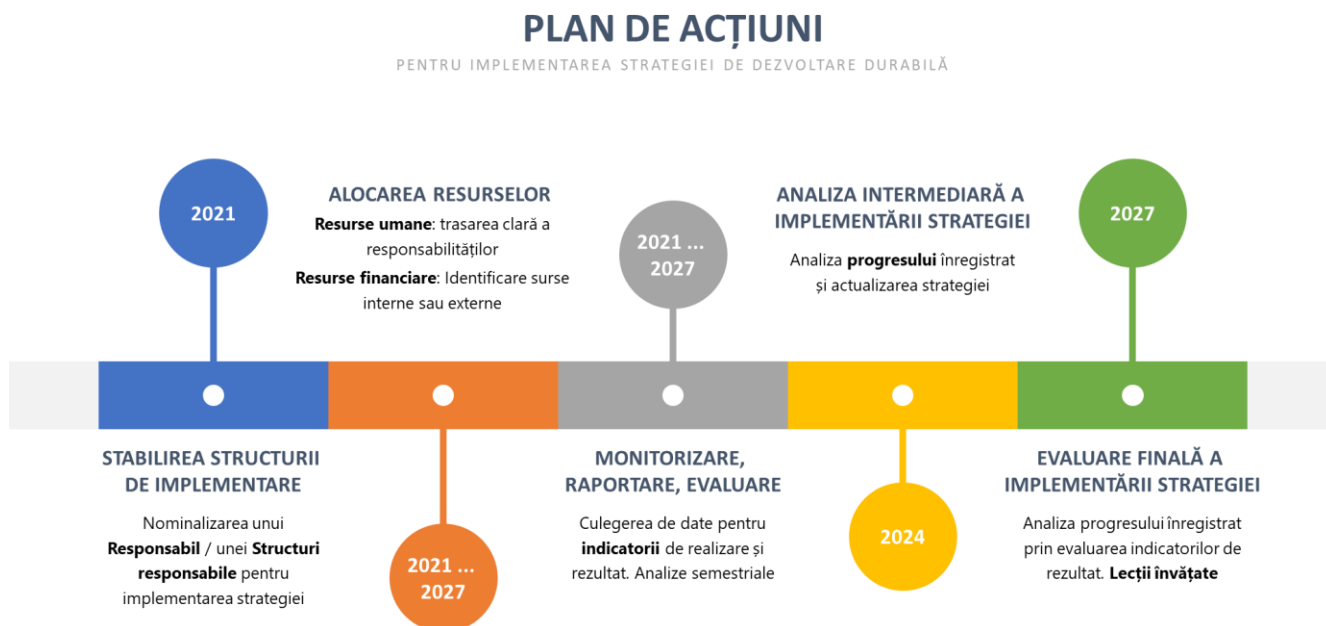 PLAN DE ACȚIUNI
PENTRU IMPLEMENTAREA STRATEGIEI DE DEZVOLTARE DURABILĂ
2021
STABILIREA STRUCTURII
DE IMPLEMENTARE
Nominalizarea unui
Responsabil / unei Structuri
responsabile pentru
implementarea strategiei
ALOCAREA RESURSELOR
Resurse umane: trasarea clară a
responsabilităților
Resurse financiare: Identificare surse
interne sau externe
2021 ...
2027
2021 ...
2027
MONITORIZARE,
RAPORTARE, EVALUARE
Culegerea de date pentru
indicatorii de realizare și
rezultat. Analize semestriale
ANALIZA INTERMEDIARĂ A
IMPLEMENTĂRII STRATEGIEI
Analiza progresului înregistrat
și actualizarea strategiei
2024
2027
EVALUARE FINALĂ A
IMPLEMENTĂRII STRATEGIEI
Analiza progresului înregistrat
prin evaluarea indicatorilor de
rezultat. Lecții învățate